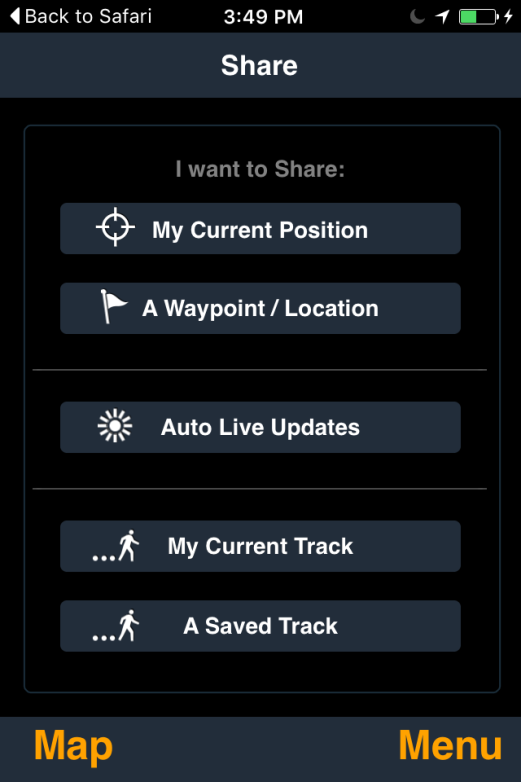 Back to Safari 3:49 PM
Share
I want to Share:
My Current Position
A Waypoint / Location
Auto Live Updates
My Current Track
A Saved Track
Map Menu